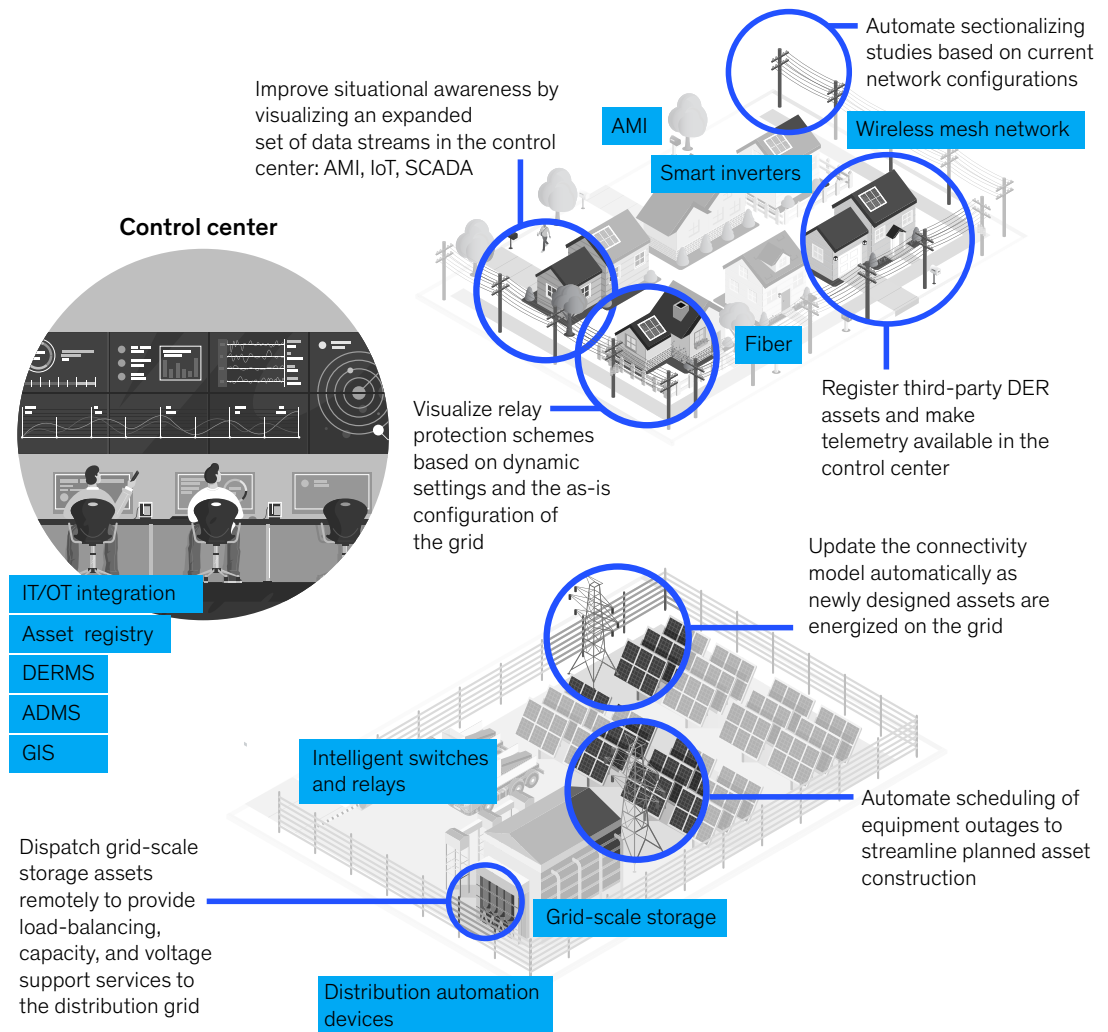 Automate sectionalizing
studies based on current
network configurations
Improve situational awareness by
visualizing an expanded
set of data streams in the control
center: AMI, IoT, SCADA
AMI
Wireless mesh network
Smart inverters
Control center
Fiber
Visualize relay
protection schemes
based on dynamic
settings and the as-is
configuration of
the grid
Register third-party DER
assets and make
telemetry available in the
control center
IT/OT integration
Asset registry
DERMS
ADMS
GIS
Update the connectivity
model automatically as
newly designed assets are
energized on the grid
Intelligent switches
and relays
Automate scheduling of
equipment outages to
streamline planned asset
construction
Dispatch grid-scale
storage assets
remotely to provide
load-balancing,
capacity, and voltage
support services to
the distribution grid
Grid-scale storage
Distribution automation
devices